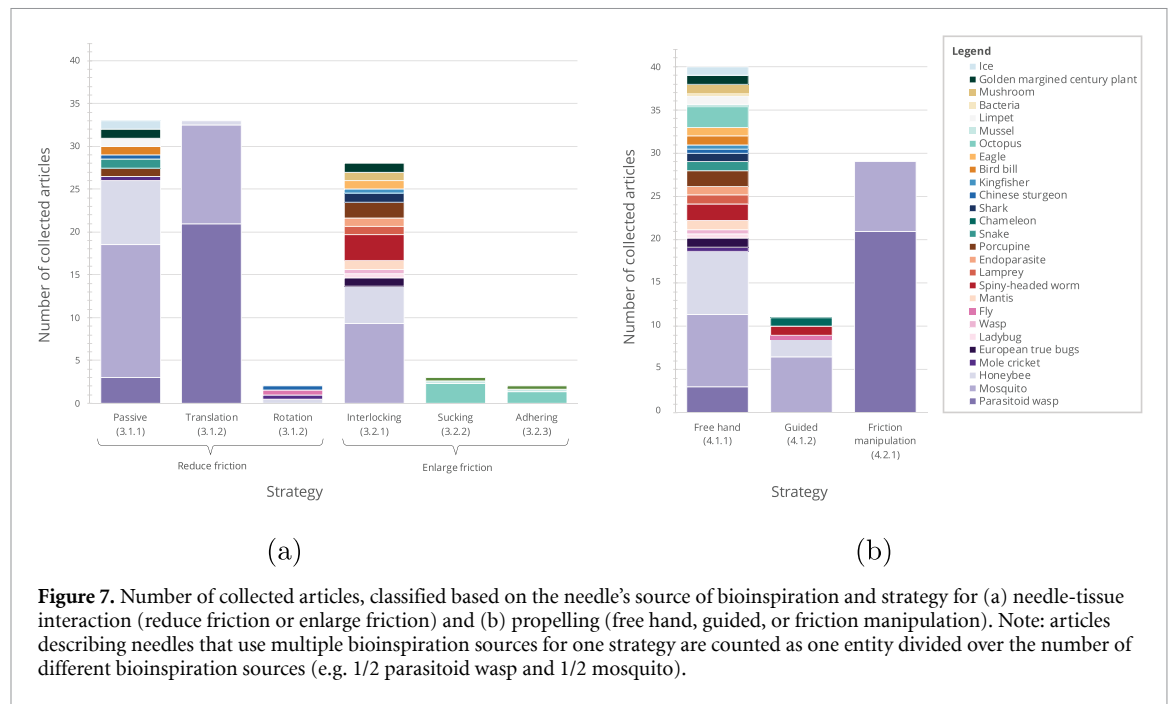 40
35
30
25
20
15
10
5
0
Number of collected articles
Passive
(3.1.1)
Translation
(3.1.2)
Rotation
(3.1.2)
Interlocking
(3.2.1)
Sucking
(3.2.2)
Adhering
(3.2.3)
Reduce friction
Enlarge friction
Strategy
(a)
40
35
30
25
20
15
10
5
0
Number of collected articles
Free hand
(4.1.1)
Guided
(4.1.2)
Friction
manipulation
(4.2.1)
Strategy
(b)
Legend
Ice
Golden margined century plant
Mushroom
Bacteria
Limpet
Mussel
Octopus
Eagle
Bird bill
Kingfisher
Chinese surgeon
Shark
Chameleon
Snake
Porcupine
Endoparasite
Lamprey
Spiny-headed worm
Mantis
Fly
Wasp
Ladybug
European true bugs
Mole cricket
Honeybee
Mosquito
Parasitoid wasp
Figure 7. Number of collected articles, classified based on the needle's source of bioinspiration and strategy for (a) needle-tissue
interaction (reduce friction or enlarge friction) and (b) propelling (free hand, guided, or friction manipulation). Note: articles
describing needles that use multiple bioinspiration sources for one strategy are counted as one entity divided over the number of
different bioinspiration sources (e.g. 1/2 parasitoid wasp and 1/2 mosquito).